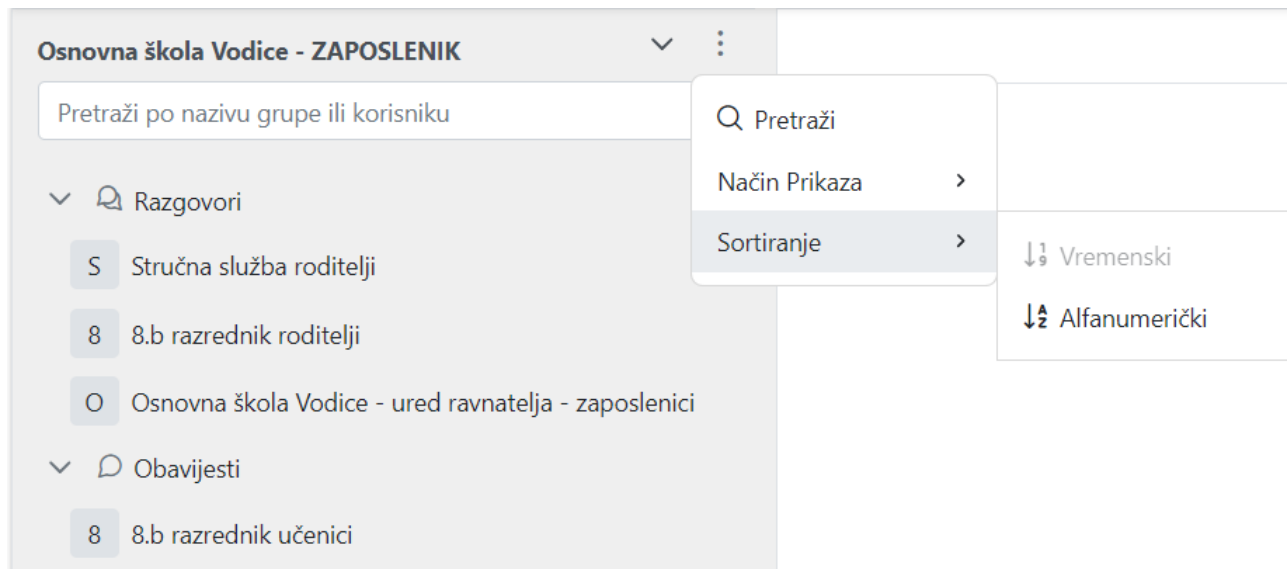 Osnovna škola Vodice - ZAPOSLENIK
Pretraži po nazivu grupe ili korisniku
Razgovori
S Stručna služba roditelji
8 8.b razrednik roditelji
O Osnovna škola Vodice - ured ravnatelja - zaposlenici
Obavijesti
8 8.b razrednik učenici
Pretraži
Način Prikaza
Sortiranje
Vremenski
Alfanumerički